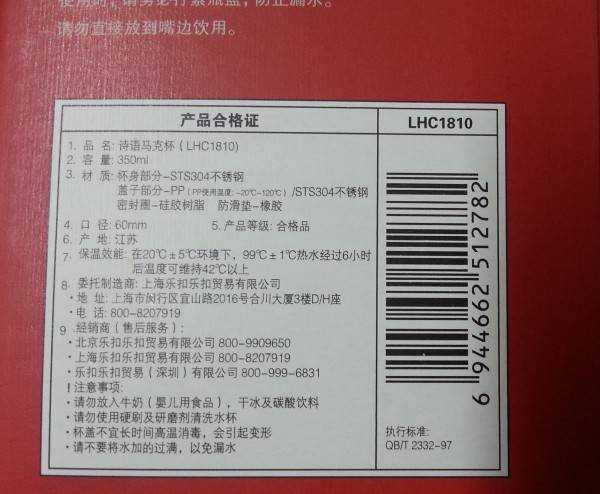 使用时，请务必拧紧瓶盖，防止漏水。
请勿直接放到嘴边饮用。
产品合格证
LHC1810
1. 品 名: 诗语马克杯 ( LHC1810)
2. 容 量: 350ml
3. 材 质: 杯身部分-STS304不锈钢
盖子部分-PP ( PP使用温度: -20℃-120℃ ) /STS304不锈钢
密封圈-硅胶树脂 防滑垫-橡胶
4. 口 径: 60mm 5. 产品等级: 合格品
6. 产 地: 江苏
7. 保温效能: 在20℃±5℃环境下，99℃±1℃热水经过6小时
后温度可维持42℃以上
8. 委托制造商: 上海乐扣乐扣贸易有限公司
·地 址: 上海市闵行区宜山路2016号合川大厦3楼D/H座
·电 话: 800-8207919
9. 经销商 ( 售后服务 ) :
·北京乐扣乐扣贸易有限公司 800-9909650
·上海乐扣乐扣贸易有限公司 800-8207919
·乐扣乐扣贸易 ( 深圳 ) 有限公司 800-999-6831
! 注意事项:
·请勿放入牛奶 ( 婴儿用食品 ) ，干冰及碳酸饮料
·请勿使用硬刷及研磨剂清洗水杯
·杯盖不宜长时间高温消毒，会引起变形
·请不要将水加的过满，以免漏水
6 944662 512782
执行标准:
QB/T 2332-97